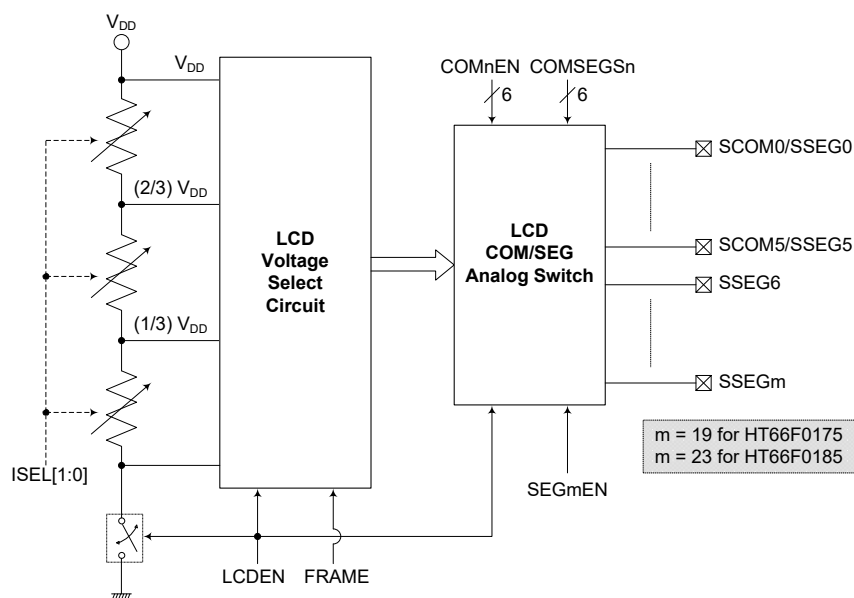 VDD
VDD
COMnEN COMSEGSn
6 6
SCOM0/SSEG0
(2/3) VDD
LCD
Voltage
Select
Circuit
LCD
COM/SEG
Analog Switch
SCOM5/SSEG5
SSEG6
(1/3) VDD
SSEGm
m = 19 for HT66F0175
m = 23 for HT66F0185
ISEL[1:0]
SEGmEN
LCDEN FRAME